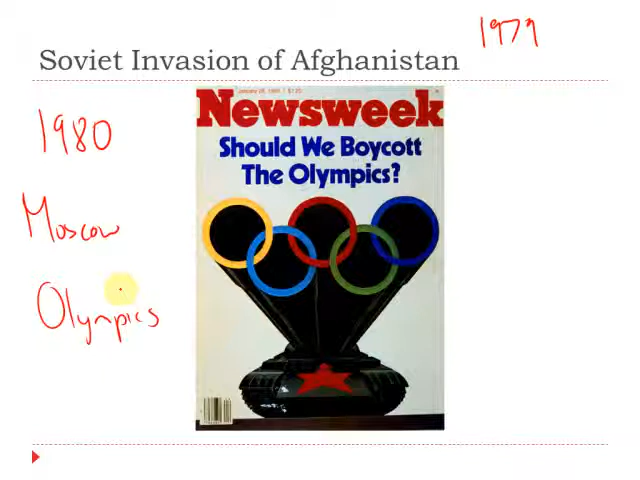 1979
Soviet Invasion of Afghanistan
1980
Moscow
Olympics
Newsweek
Should We Boycott
The Olympics?